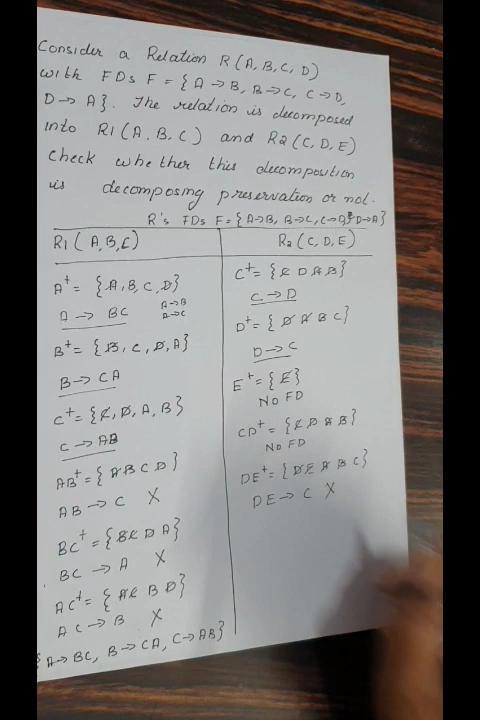 Consider a Relation R(A,B,C,D)
with FDs F = {A→B, B→C, C→D,
D→A}. The relation is decomposed
into R1(A.B.C) and R2(C,D,E)
Check whether this decomposition
is decomposing preservation or not.
R's FDs F={A→B, B→C, C→D D→A}
R1(A,B,C)
A+ = {A,B,C,D}
A → BC
A→B
A→C
B+ = {B, C, D, A}
B → CA
C+ = {C, D, A, B}
C → AB
AB+ = {A B C D}
AB → C X
BC+ = {B C D A}
BC → A X
AC+ = {A C B D}
AC → B X
{A→BC, B→CA, C→AB}
R2(C,D,E)
C+ = {C D A B}
C → D
D+ = {D A B C}
D → C
E+ = {E}
NO FD
CD+ = {C D A B}
NO FD
DE+ = {D E A B C}
DE → C X